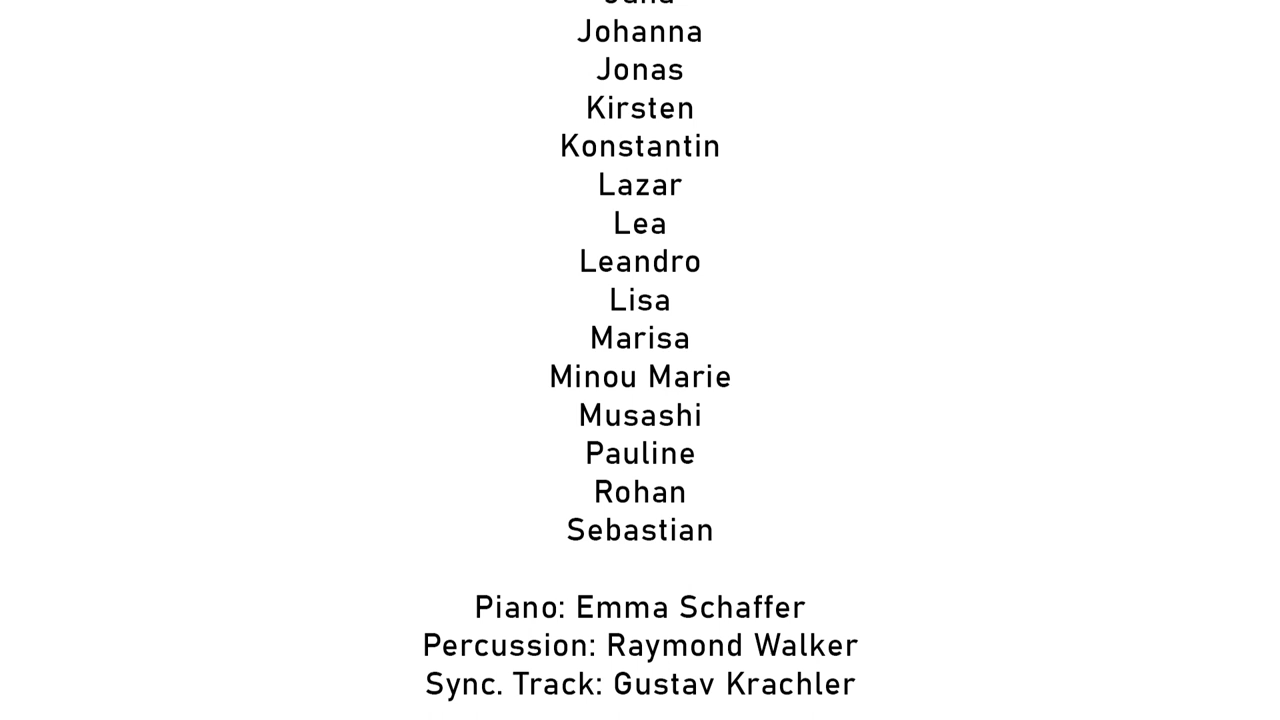 Johanna
Jonas
Kirsten
Konstantin
Lazar
Lea
Leandro
Lisa
Marisa
Minou Marie
Musashi
Pauline
Rohan
Sebastian
Piano: Emma Schaffer
Percussion: Raymond Walker
Sync. Track: Gustav Krachler